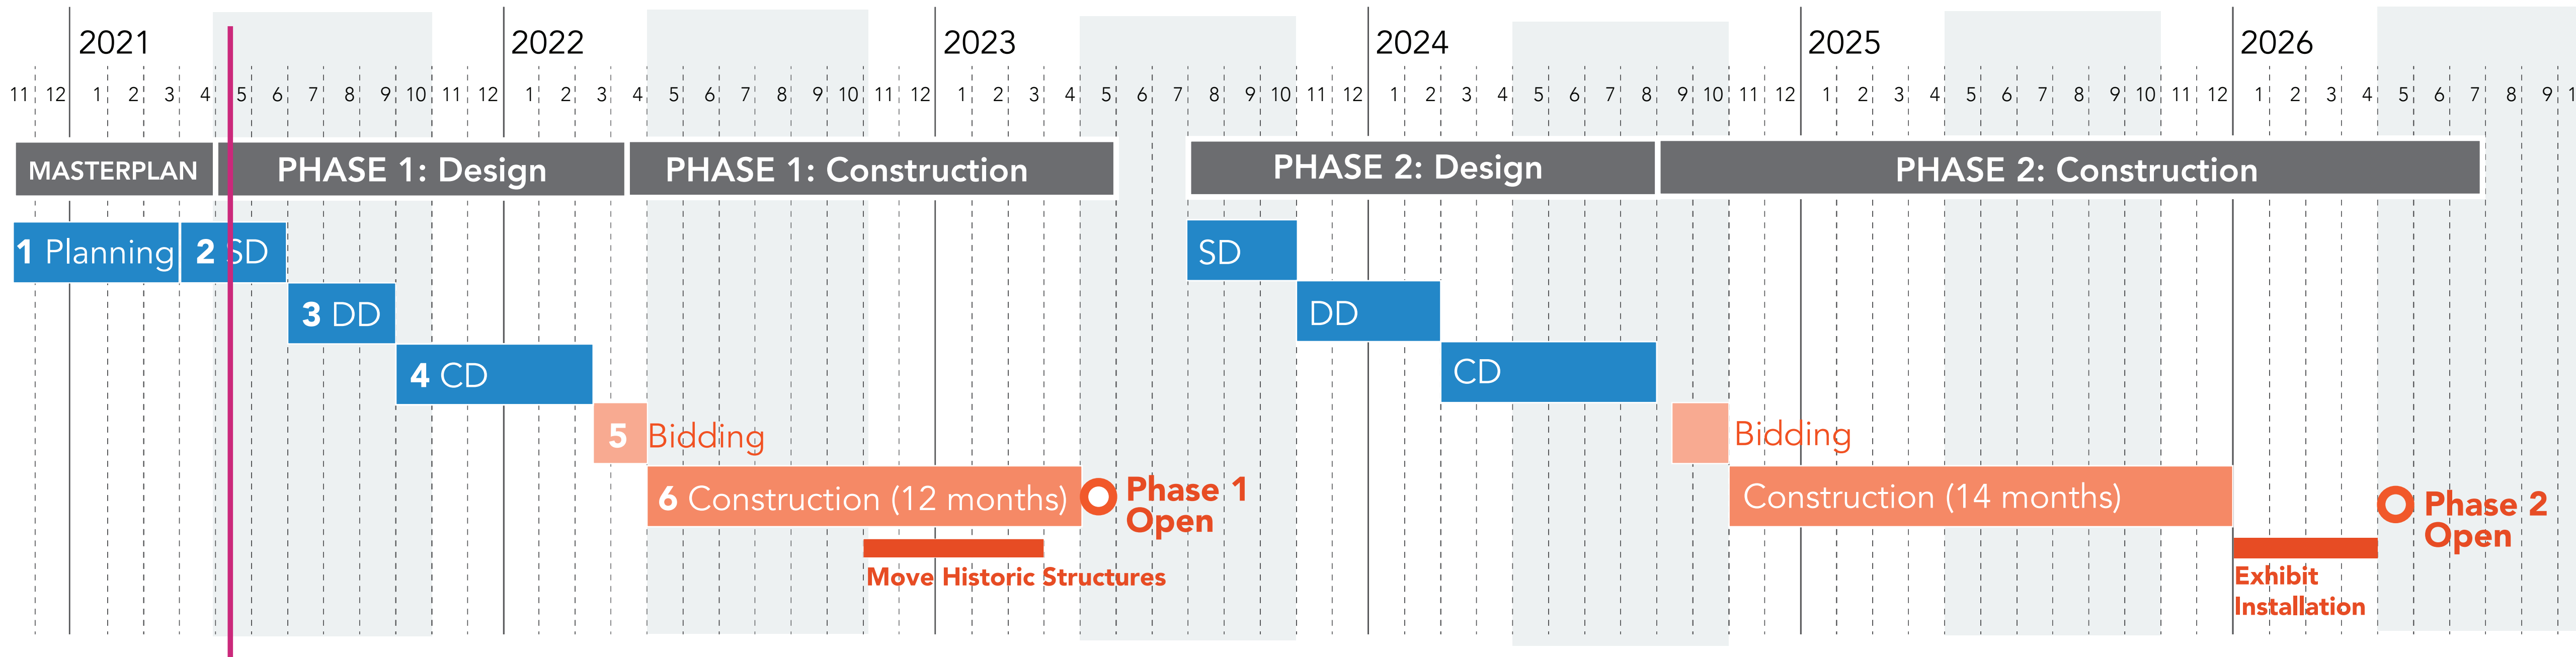 2021 2022 2023 2024 2025 2026
11 12 1 2 3 4 5 6 7 8 9 10 11 12 1 2 3 4 5 6 7 8 9 10 11 12 1 2 3 4 5 6 7 8 9 10 11 12 1 2 3 4 5 6 7 8 9 10 11 12 1 2 3 4 5 6 7 8 9 10 11 12 1 2 3 4 5 6 7 8 9 1
MASTERPLAN PHASE 1: Design PHASE 1: Construction PHASE 2: Design PHASE 2: Construction
1 Planning 2 SD SD
3 DD DD
4 CD CD
5 Bidding Bidding
6 Construction (12 months) Phase 1 Construction (14 months) Phase 2
Open Open
Move Historic Structures Exhibit
Installation